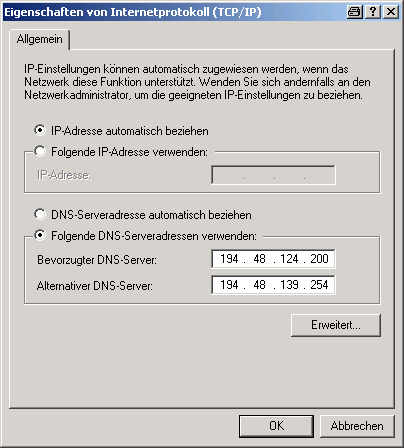 Eigenschaften von Internetprotokoll (TCP/IP)
Allgemein
IP-Einstellungen können automatisch zugewiesen werden, wenn das
Netzwerk diese Funktion unterstützt. Wenden Sie sich andernfalls an den
Netzwerkadministrator, um die geeigneten IP-Einstellungen zu beziehen.
IP-Adresse automatisch beziehen
Folgende IP-Adresse verwenden:
IP-Adresse: . . .
DNS-Serveradresse automatisch beziehen
Folgende DNS-Serveradressen verwenden:
Bevorzugter DNS-Server: 194 . 48 . 124 . 200
Alternativer DNS-Server: 194 . 48 . 139 . 254
Erweitert...
OK Abbrechen